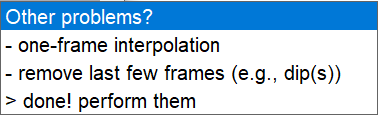 Other problems?
- one-frame interpolation
- remove last few frames (e.g., dip(s))
> done! perform them